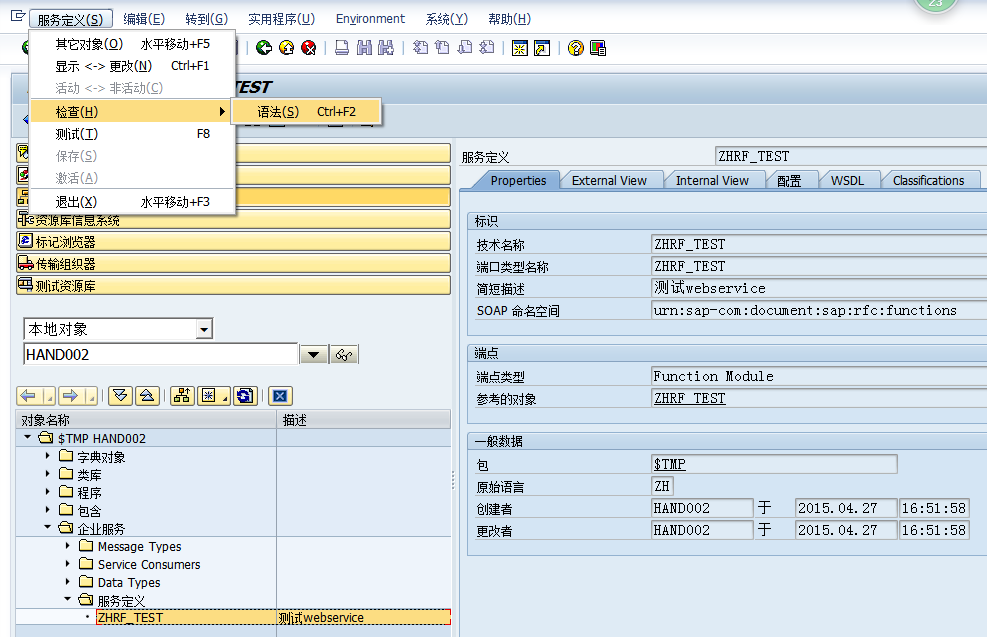 服务定义(S) 编辑(E) 转到(G) 实用程序(U) Environment 系统(Y) 帮助(H)
23
其它对象(O) 水平移动+F5
显示 <-> 更改(N) Ctrl+F1
活动 <-> 非活动(C)
检查(H)
语法(S) Ctrl+F2
测试(T) F8
保存(S)
激活(A)
退出(X) 水平移动+F3
TEST
资源库信息系统
标记浏览器
传输组织器
测试资源库
本地对象
HAND002
对象名称 描述
$TMP HAND002
字典对象
类库
程序
包含
企业服务
Message Types
Service Consumers
Data Types
服务定义
ZHRF_TEST 测试webservice
服务定义 ZHRF_TEST
Properties External View Internal View 配置 WSDL Classifications
标识
技术名称 ZHRF_TEST
端口类型名称 ZHRF_TEST
简短描述 测试webservice
SOAP 命名空间 urn:sap-com:document:sap:rfc:functions
端点
端点类型 Function Module
参考的对象 ZHRF_TEST
一般数据
包 $TMP
原始语言 ZH
创建者 HAND002 于 2015.04.27 16:51:58
更改者 HAND002 于 2015.04.27 16:51:58